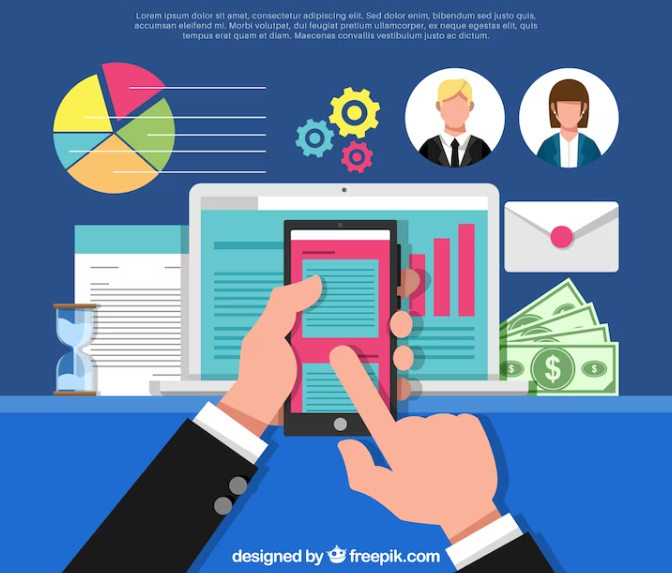 Lorem ipsum dolor sit amet, consectetur adipiscing elit. Sed dolor enim, bibendum sed justo quis,
accumsan eleifend mi. Morbi volutpat, dui feugiat pretium ullamcorper, ex neque egestas elit, quis
tempus erat quam et diam. Maecenas convallis vestibulum justo ac dictum.
$ $ $
designed by freepik.com